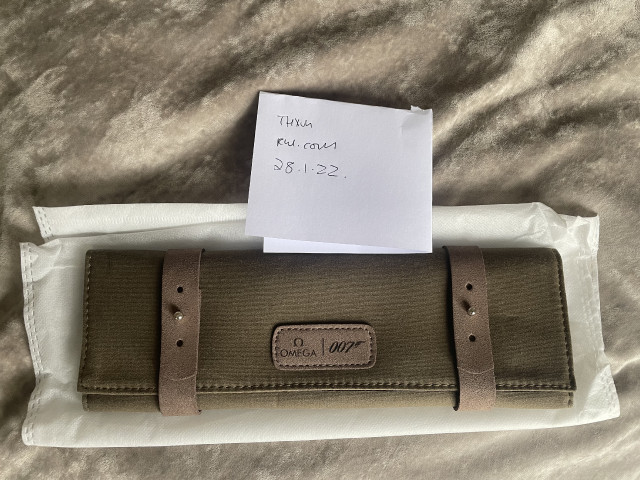 THXM
RWI.COM
28.1.22.
Ω
OMEGA | 007